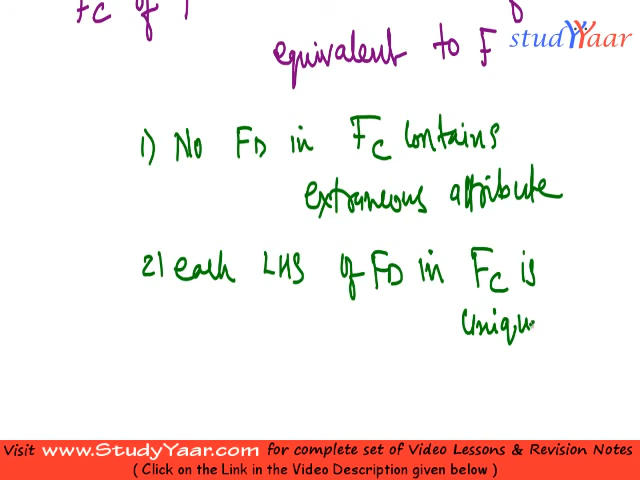 Fc of F
equivalent to F
studYYaar
1) No FD in Fc contains
extraneous attribute
2) each LHS of FD in Fc is
uniqu
Visit www.StudyYaar.com for complete set of Video Lessons & Revision Notes
( Click on the Link in the Video Description given below )